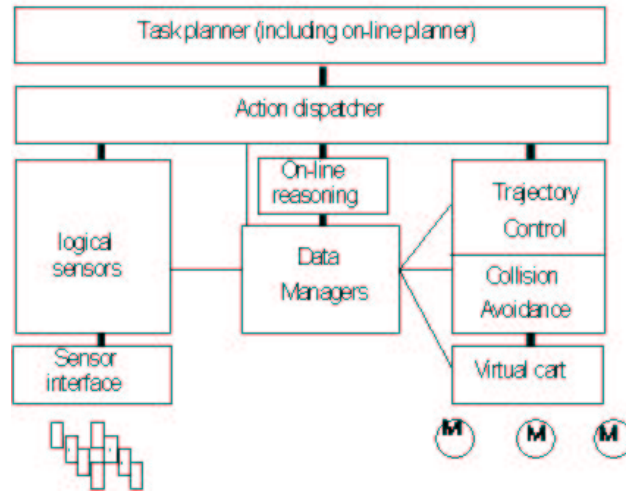 Task planner (including on-line planner)
Action dispatcher
On-line
reasoning
logical
sensors
Data
Managers
Trajectory
Control
Collision
Avoidance
Sensor
interface
Virtual cart
M
M
M